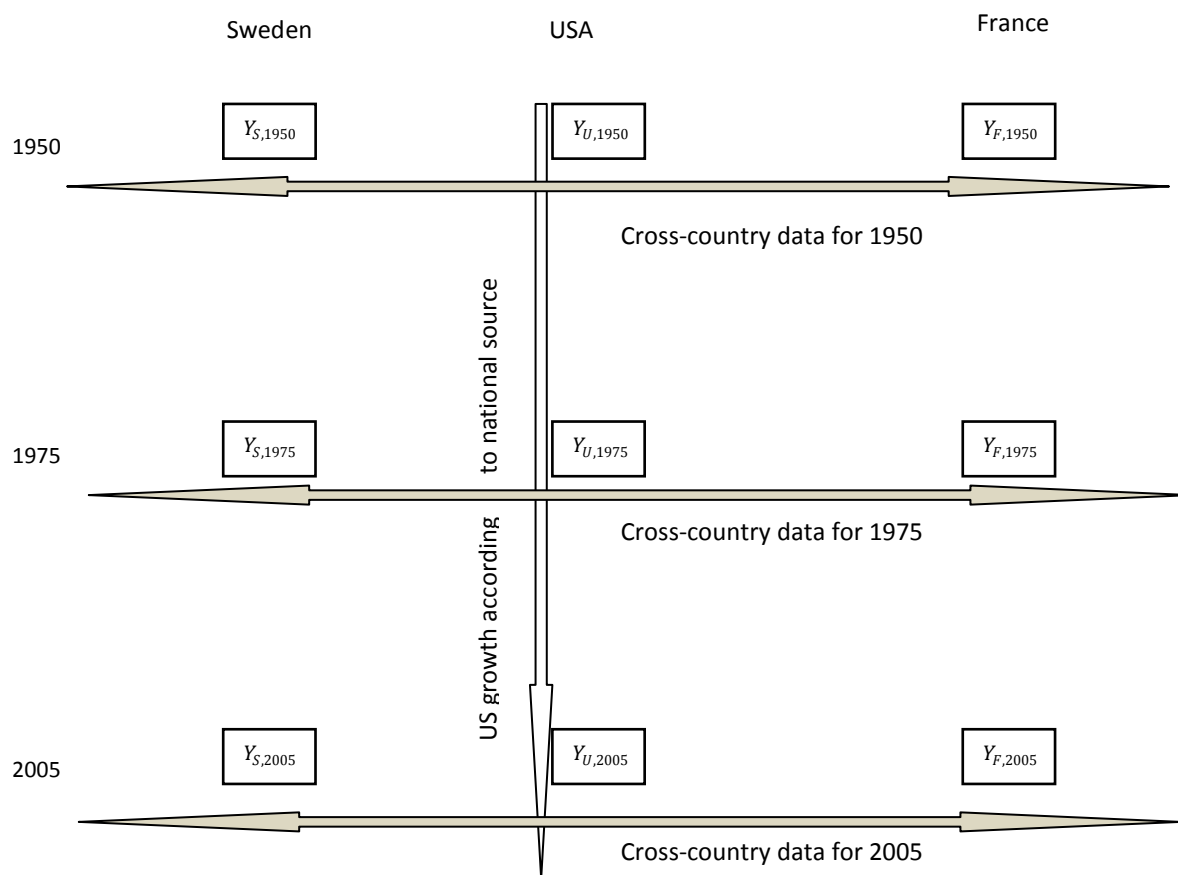 Sweden USA France
1950
Y_{S,1950} Y_{U,1950} Y_{F,1950}
Cross-country data for 1950
US growth according to national source
1975
Y_{S,1975} Y_{U,1975} Y_{F,1975}
Cross-country data for 1975
2005
Y_{S,2005} Y_{U,2005} Y_{F,2005}
Cross-country data for 2005